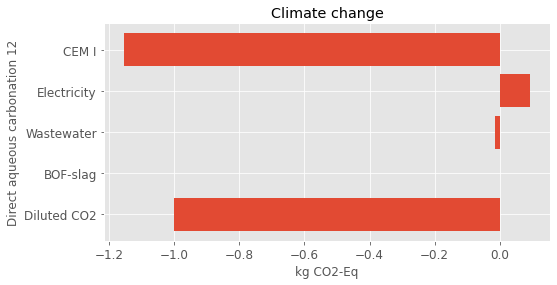 Climate change
Direct aqueous carbonation 12
CEM I
Electricity
Wastewater
BOF-slag
Diluted CO2
−1.2 −1.0 −0.8 −0.6 −0.4 −0.2 0.0
kg CO2-Eq